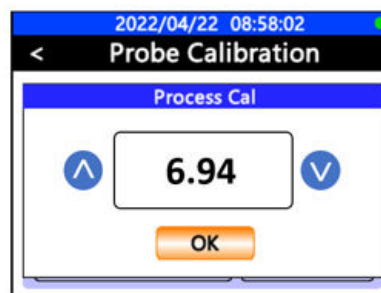 2022/04/22 08:58:02
< Probe Calibration
Process Cal
6.94
OK